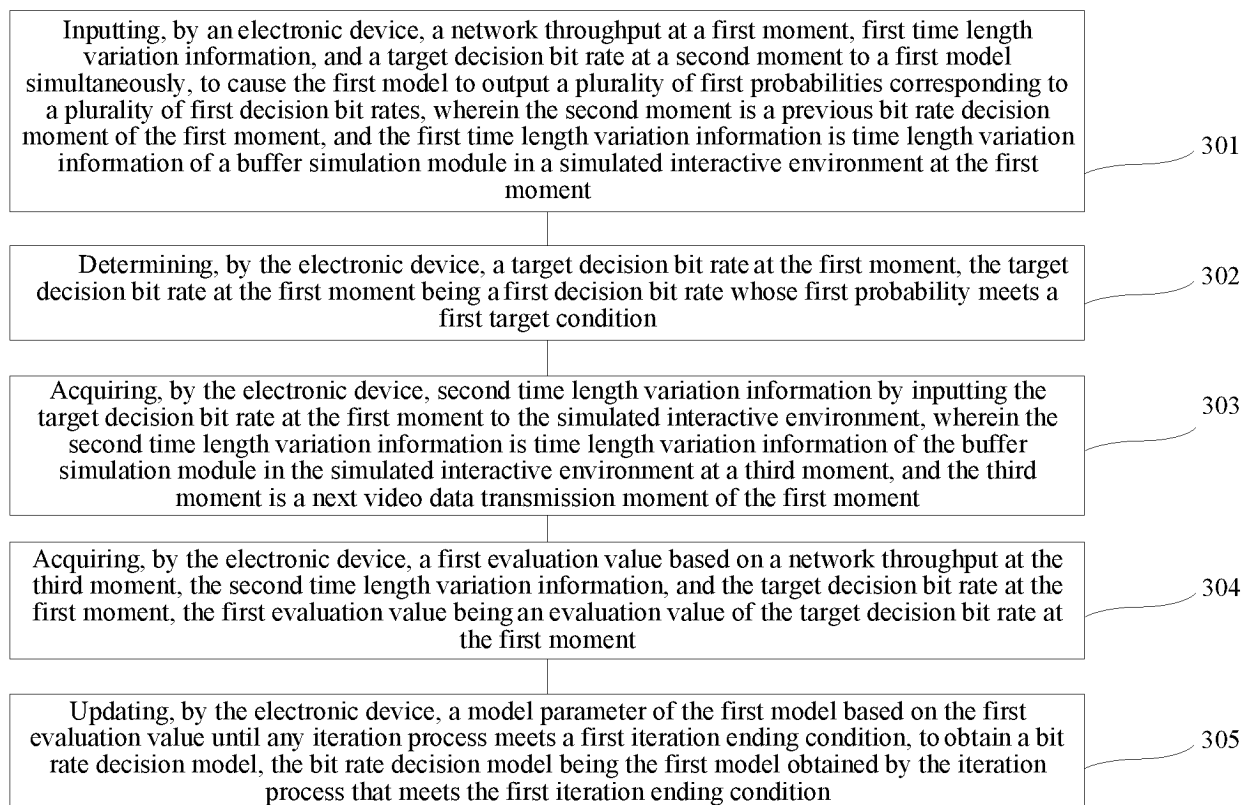 Inputting, by an electronic device, a network throughput at a first moment, first time length
variation information, and a target decision bit rate at a second moment to a first model
simultaneously, to cause the first model to output a plurality of first probabilities corresponding to
a plurality of first decision bit rates, wherein the second moment is a previous bit rate decision
moment of the first moment, and the first time length variation information is time length variation
information of a buffer simulation module in a simulated interactive environment at the first
moment
301
Determining, by the electronic device, a target decision bit rate at the first moment, the target
decision bit rate at the first moment being a first decision bit rate whose first probability meets a
first target condition
302
Acquiring, by the electronic device, second time length variation information by inputting the
target decision bit rate at the first moment to the simulated interactive environment, wherein the
second time length variation information is time length variation information of the buffer
simulation module in the simulated interactive environment at a third moment, and the third
moment is a next video data transmission moment of the first moment
303
Acquiring, by the electronic device, a first evaluation value based on a network throughput at the
third moment, the second time length variation information, and the target decision bit rate at the
first moment, the first evaluation value being an evaluation value of the target decision bit rate at
the first moment
304
Updating, by the electronic device, a model parameter of the first model based on the first
evaluation value until any iteration process meets a first iteration ending condition, to obtain a bit
rate decision model, the bit rate decision model being the first model obtained by the iteration
process that meets the first iteration ending condition
305